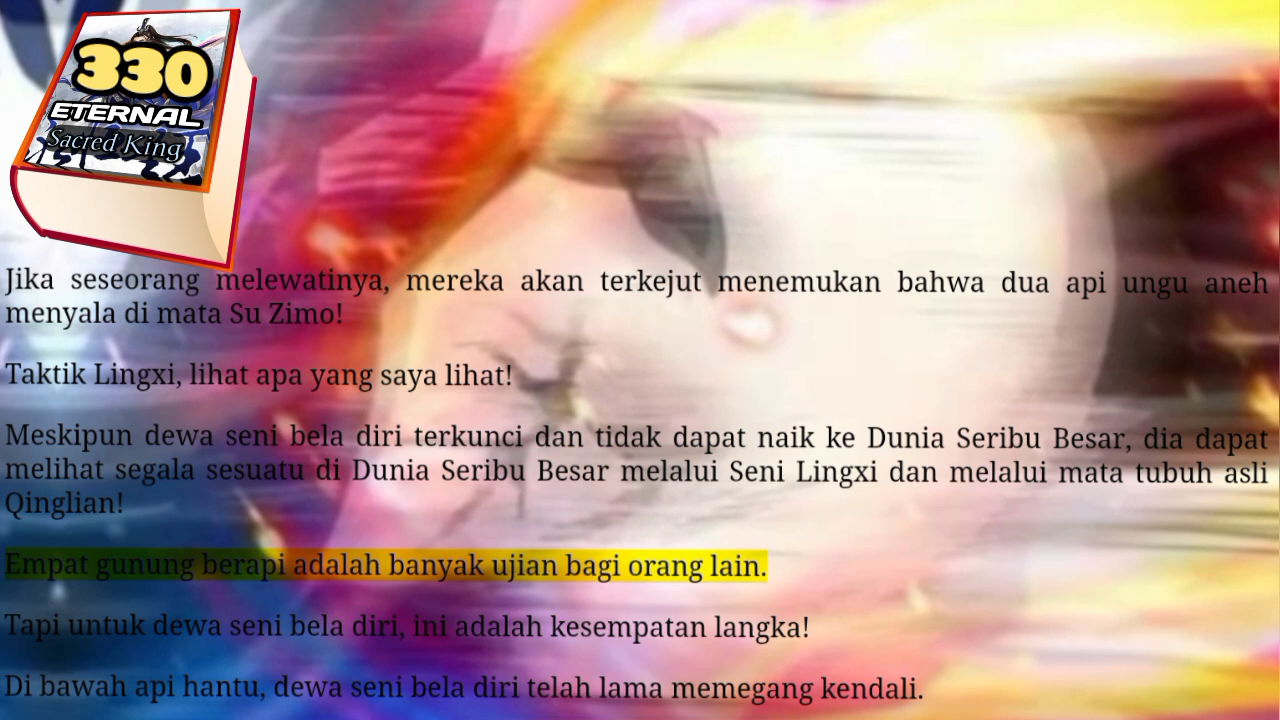 330
ETERNAL
Sacred King
Jika seseorang melewatinya, mereka akan terkejut menemukan bahwa dua api ungu aneh
menyala di mata Su Zimo!
Taktik Lingxi, lihat apa yang saya lihat!
Meskipun dewa seni bela diri terkunci dan tidak dapat naik ke Dunia Seribu Besar, dia dapat
melihat segala sesuatu di Dunia Seribu Besar melalui Seni Lingxi dan melalui mata tubuh asli
Qinglian!
Empat gunung berapi adalah banyak ujian bagi orang lain.
Tapi untuk dewa seni bela diri, ini adalah kesempatan langka!
Di bawah api hantu, dewa seni bela diri telah lama memegang kendali.